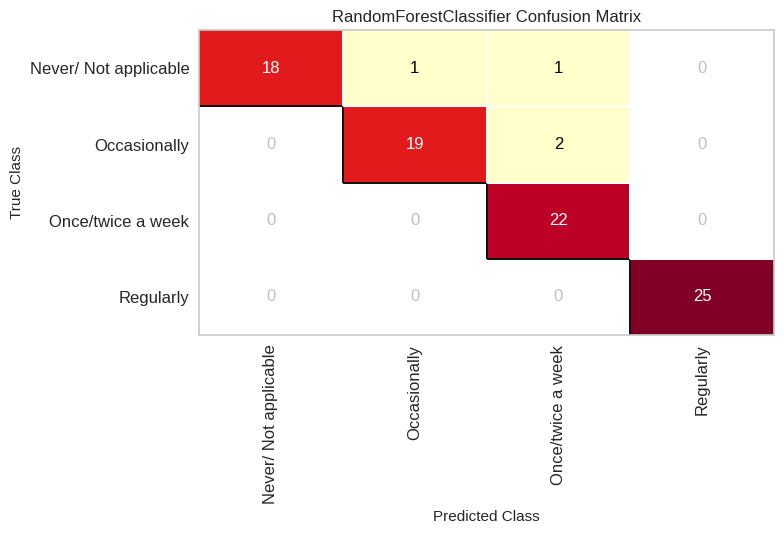 RandomForestClassifier Confusion Matrix
True Class
Never/ Not applicable 18 1 1 0
Occasionally 0 19 2 0
Once/twice a week 0 0 22 0
Regularly 0 0 0 25
Never/ Not applicable
Occasionally
Once/twice a week
Regularly
Predicted Class